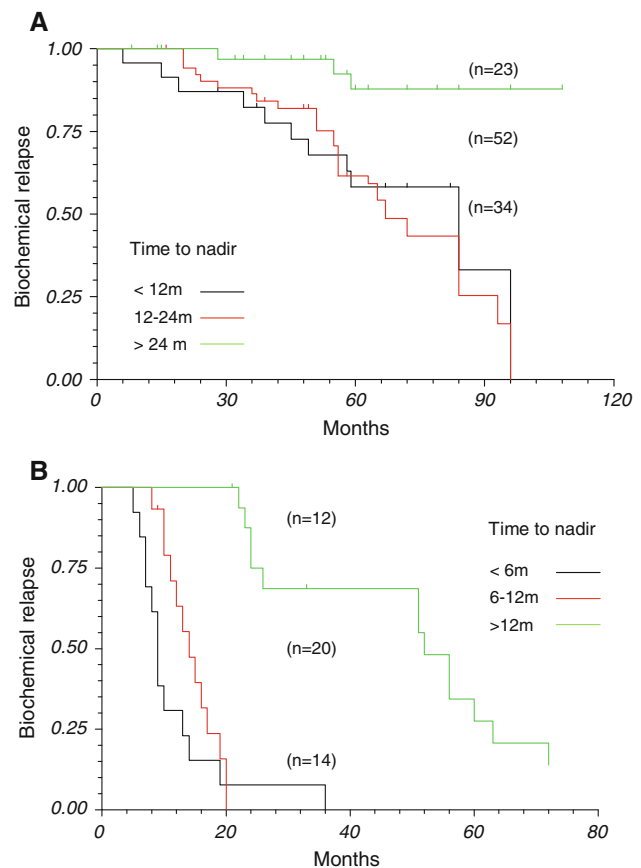 A
1.00
0.75
0.50
0.25
0.00
Biochemical relapse
(n=23)
(n=52)
(n=34)
Time to nadir
< 12m
12-24m
> 24 m
0 30 60 90 120
Months
B
1.00
0.75
0.50
0.25
0.00
Biochemical relapse
(n=12)
(n=20)
(n=14)
Time to nadir
< 6m
6-12m
>12m
0 20 40 60 80
Months